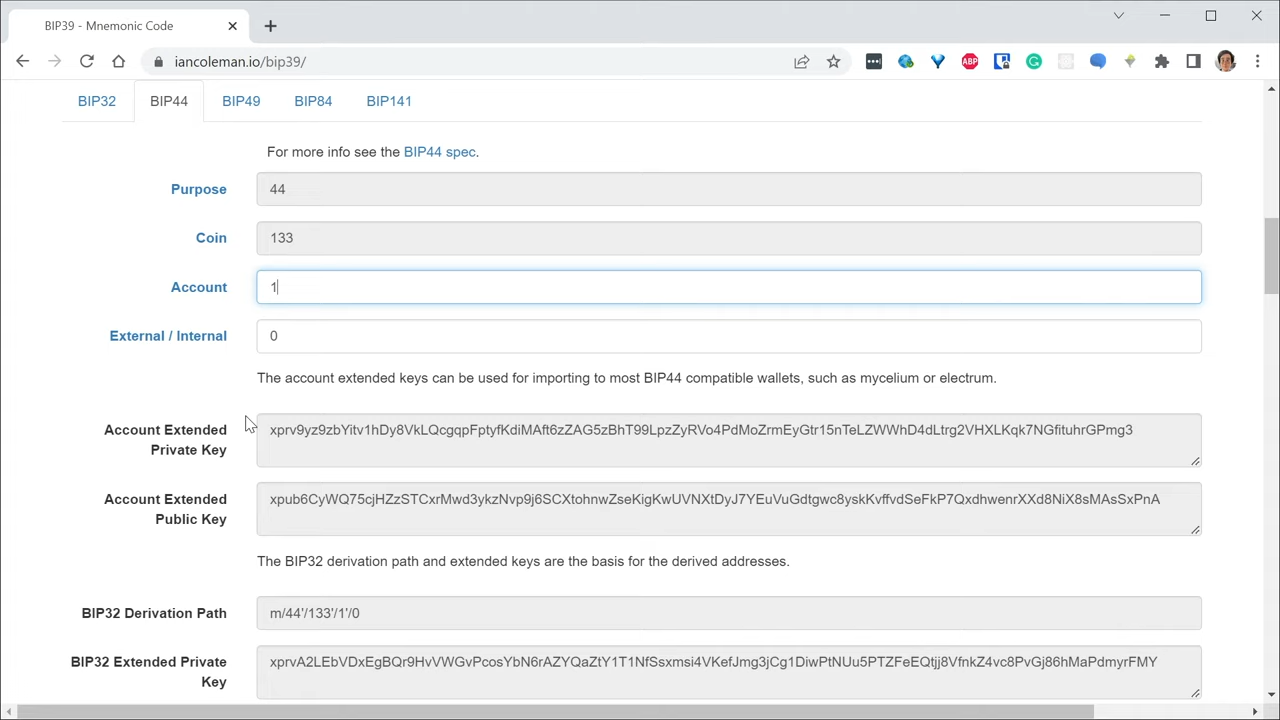 BIP39 - Mnemonic Code
iancoleman.io/bip39/
ABP
BIP32
BIP44
BIP49
BIP84
BIP141
For more info see the BIP44 spec.
Purpose
44
Coin
133
Account
1
External / Internal
0
The account extended keys can be used for importing to most BIP44 compatible wallets, such as mycelium or electrum.
Account Extended
Private Key
xprv9yz9zbYitv1hDy8VkLQcgqpFptyfKdiMAft6zZAG5zBhT99LpzZyRVo4PdMoZrmEyGtr15nTeLZWWhD4dLtrg2VHXLKqk7NGfituhrGPmg3
Account Extended
Public Key
xpub6CyWQ75cjHZzSTCxrMwd3ykzNvp9j6SCXtohnwZseKigKwUVNXtDyJ7YEuVuGdtgwc8yskKvffvdSeFkP7QxdhwenrXXd8NiX8sMAsSxPnA
The BIP32 derivation path and extended keys are the basis for the derived addresses.
BIP32 Derivation Path
m/44'/133'/1'/0
BIP32 Extended Private
Key
xprvA2LEbVDxEgBQr9HvVWGvPcosYbN6rAZYQaZtY1T1NfSsxmsi4VKefJmg3jCg1DiwPtNUu5PTZFeEQtjj8VfnkZ4vc8PvGj86hMaPdmyrFMY